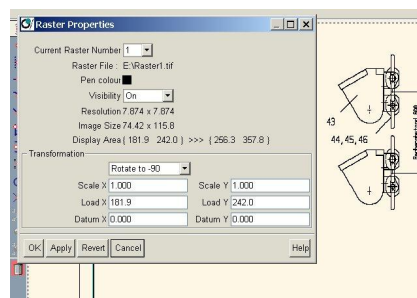 Raster Properties
Current Raster Number 1
Raster File : E:\Raster1.tif
Pen colour
Visibility On
Resolution 7.874 x 7.874
Image Size 74.42 x 115.8
Display Area ( 181.9 242.0 ) >>> ( 256.3 357.8 )
Transformation
Rotate to -90
Scale X 1.000 Scale Y 1.000
Load X 181.9 Load Y 242.0
Datum X 0.000 Datum Y 0.000
OK Apply Revert Cancel Help
43
44, 45, 46